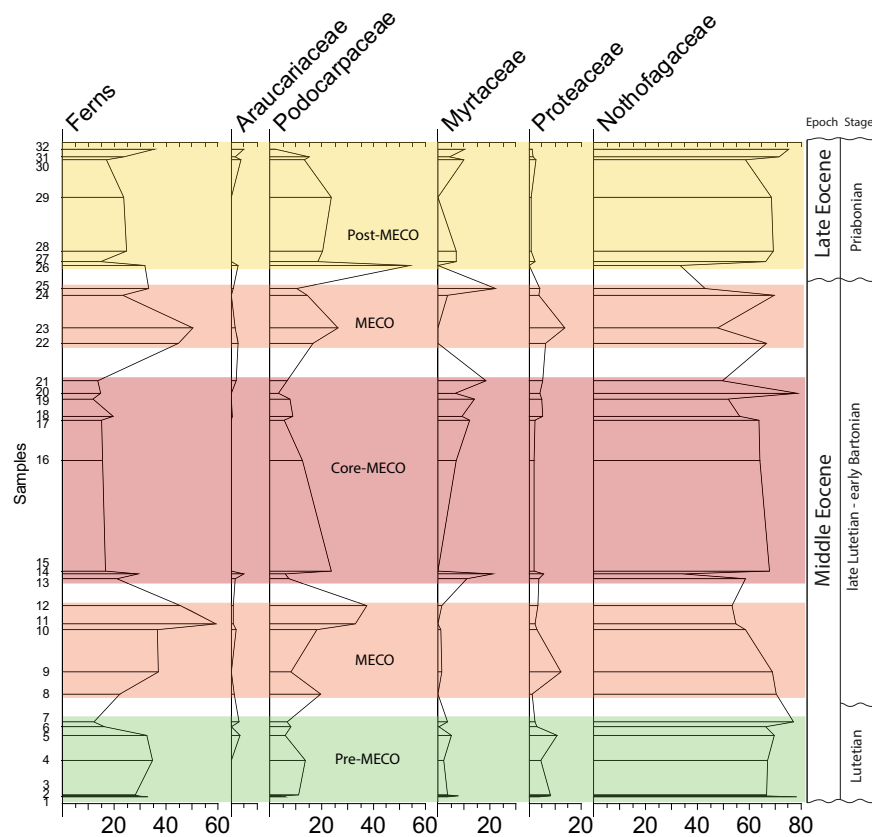 Ferns
Araucariaceae
Podocarpaceae
Myrtaceae
Proteaceae
Nothofagaceae
Epoch Stage
32
31
30
29
28
27
26
25
24
23
22
21
20
19
18
17
16
15
14
13
12
11
10
9
8
7
6
5
4
3
2
1
Samples
Post-MECO
MECO
Core-MECO
MECO
Pre-MECO
Late Eocene
Priabonian
Middle Eocene
late Lutetian - early Bartonian
Lutetian
20 40 60 20 40 60 20 20 20 40 60 80